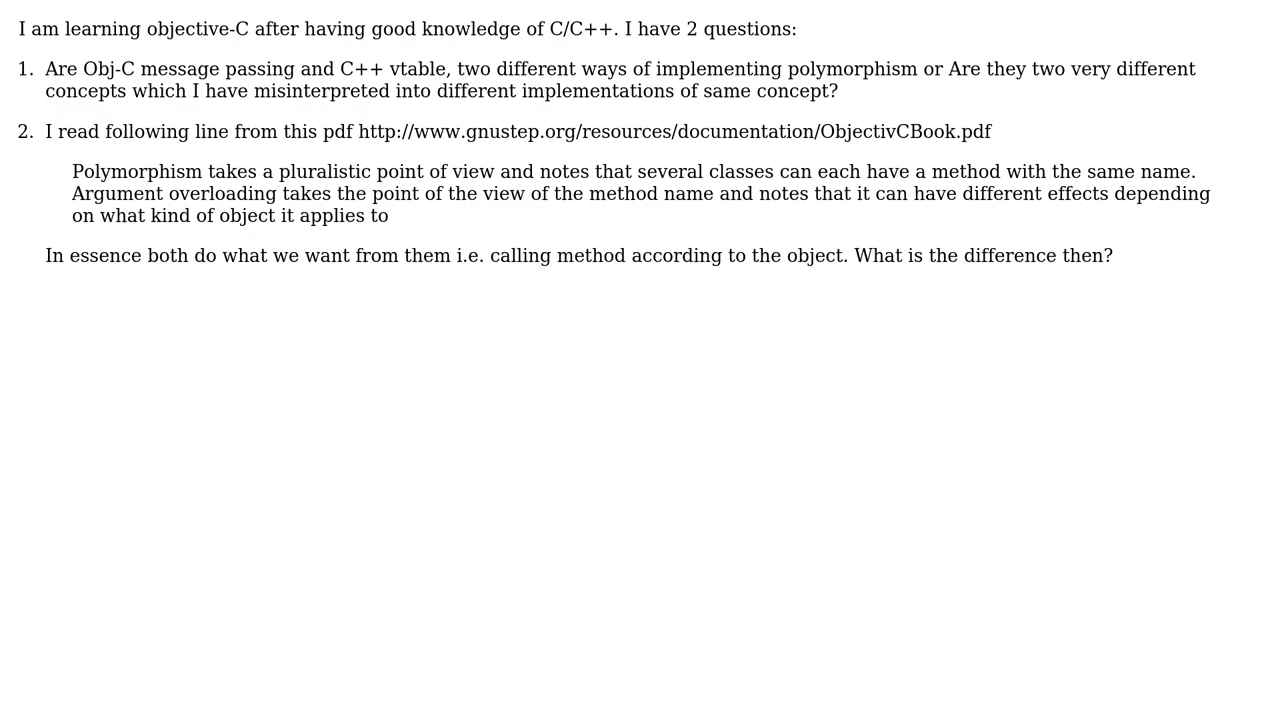 I am learning objective-C after having good knowledge of C/C++. I have 2 questions:
1. Are Obj-C message passing and C++ vtable, two different ways of implementing polymorphism or Are they two very different
concepts which I have misinterpreted into different implementations of same concept?
2. I read following line from this pdf http://www.gnustep.org/resources/documentation/ObjectivCBook.pdf
Polymorphism takes a pluralistic point of view and notes that several classes can each have a method with the same name.
Argument overloading takes the point of the view of the method name and notes that it can have different effects depending
on what kind of object it applies to
In essence both do what we want from them i.e. calling method according to the object. What is the difference then?